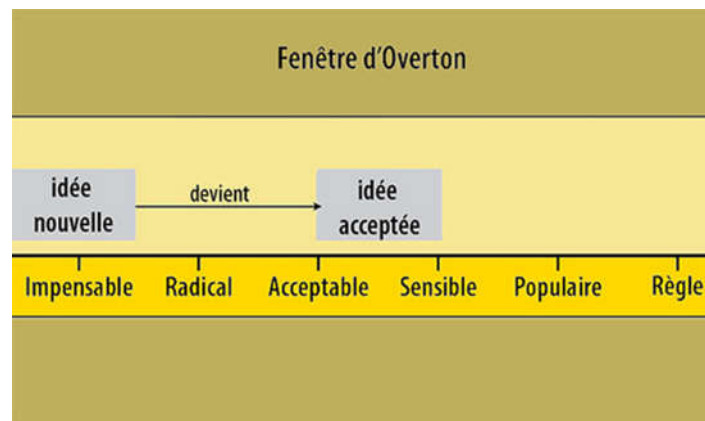 Fenêtre d'Overton
idée
nouvelle
devient
idée
acceptée
Impensable Radical Acceptable Sensible Populaire Règle